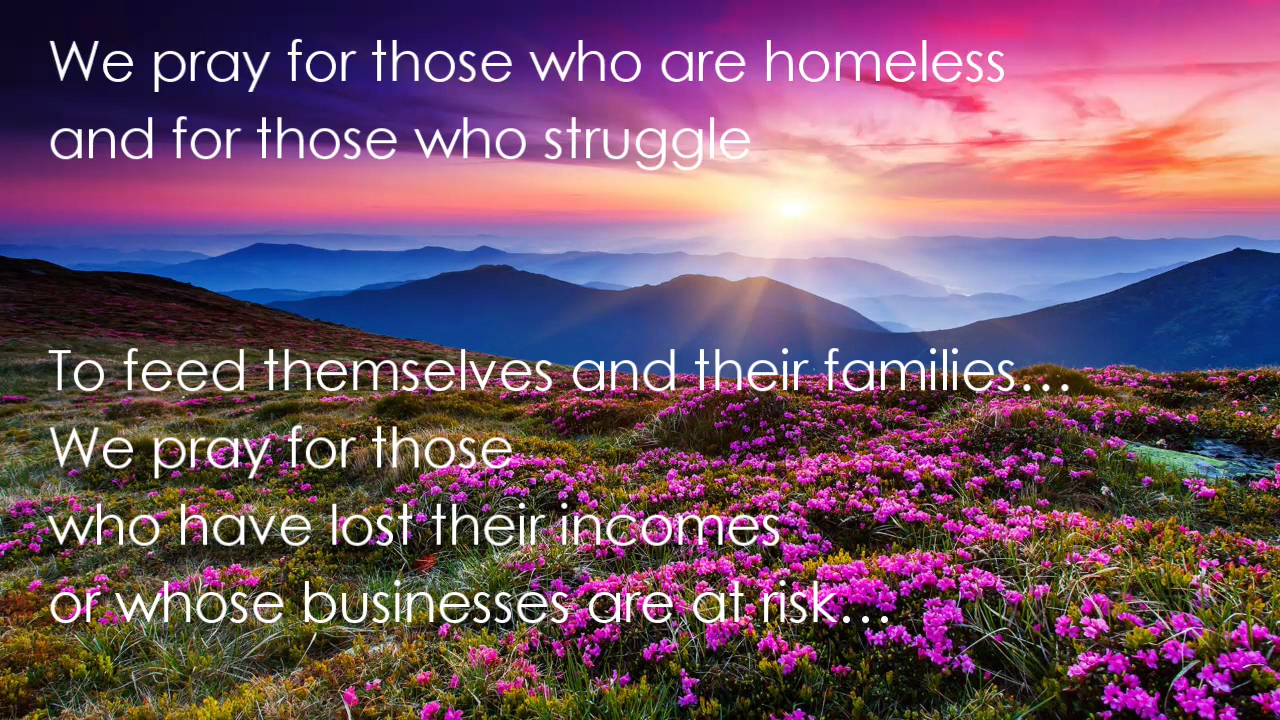 We pray for those who are homeless
and for those who struggle
To feed themselves and their families…
We pray for those
who have lost their incomes
or whose businesses are at risk…